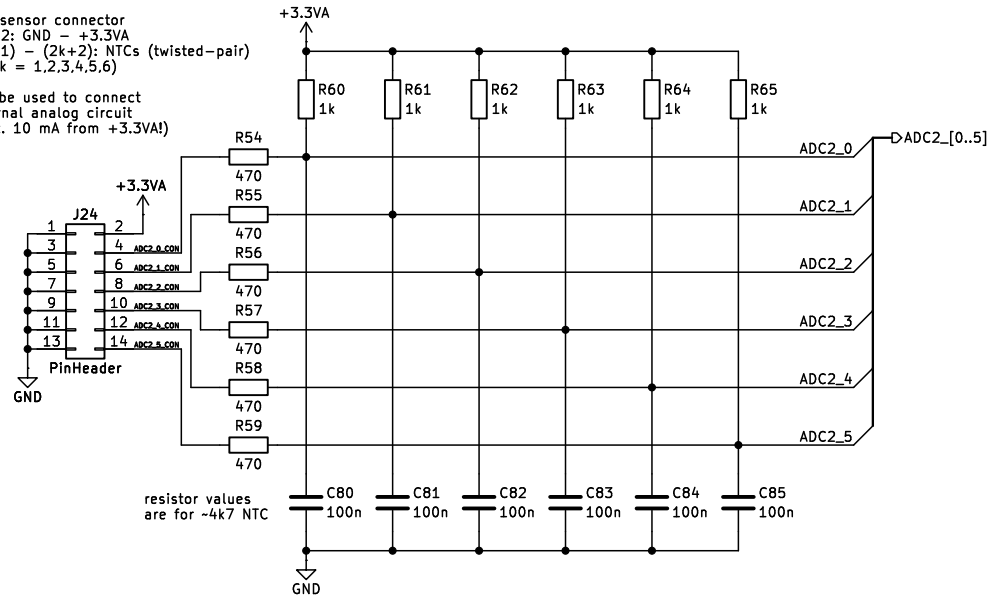 sensor connector
2: GND – +3.3VA
1) – (2k+2): NTCs (twisted-pair)
k = 1,2,3,4,5,6)
be used to connect
nal analog circuit
. 10 mA from +3.3VA!)
+3.3VA
R60 R61 R62 R63 R64 R65
1k 1k 1k 1k 1k 1k
R54
470
ADC2_0
ADC2_[0..5]
R55
470
ADC2_1
R56
470
ADC2_2
R57
470
ADC2_3
R58
470
ADC2_4
R59
470
ADC2_5
+3.3VA
J24
1 2
3 4 ADC2_0_CON
5 6 ADC2_1_CON
7 8 ADC2_2_CON
9 10 ADC2_3_CON
11 12 ADC2_4_CON
13 14 ADC2_5_CON
PinHeader
GND
resistor values
are for ~4k7 NTC
C80 C81 C82 C83 C84 C85
100n 100n 100n 100n 100n 100n
GND